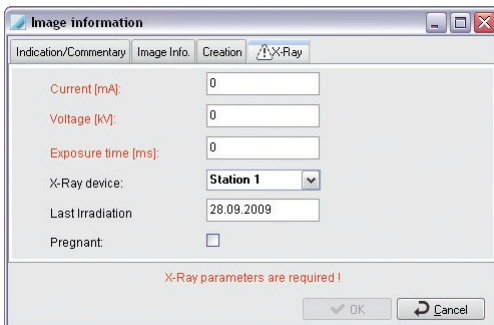 Image information
Indication/Commentary Image Info. Creation X-Ray
Current [mA]: 0
Voltage [kV]: 0
Exposure time [ms]: 0
X-Ray device: Station 1
Last Irradiation 28.09.2009
Pregnant:
X-Ray parameters are required !
OK Cancel